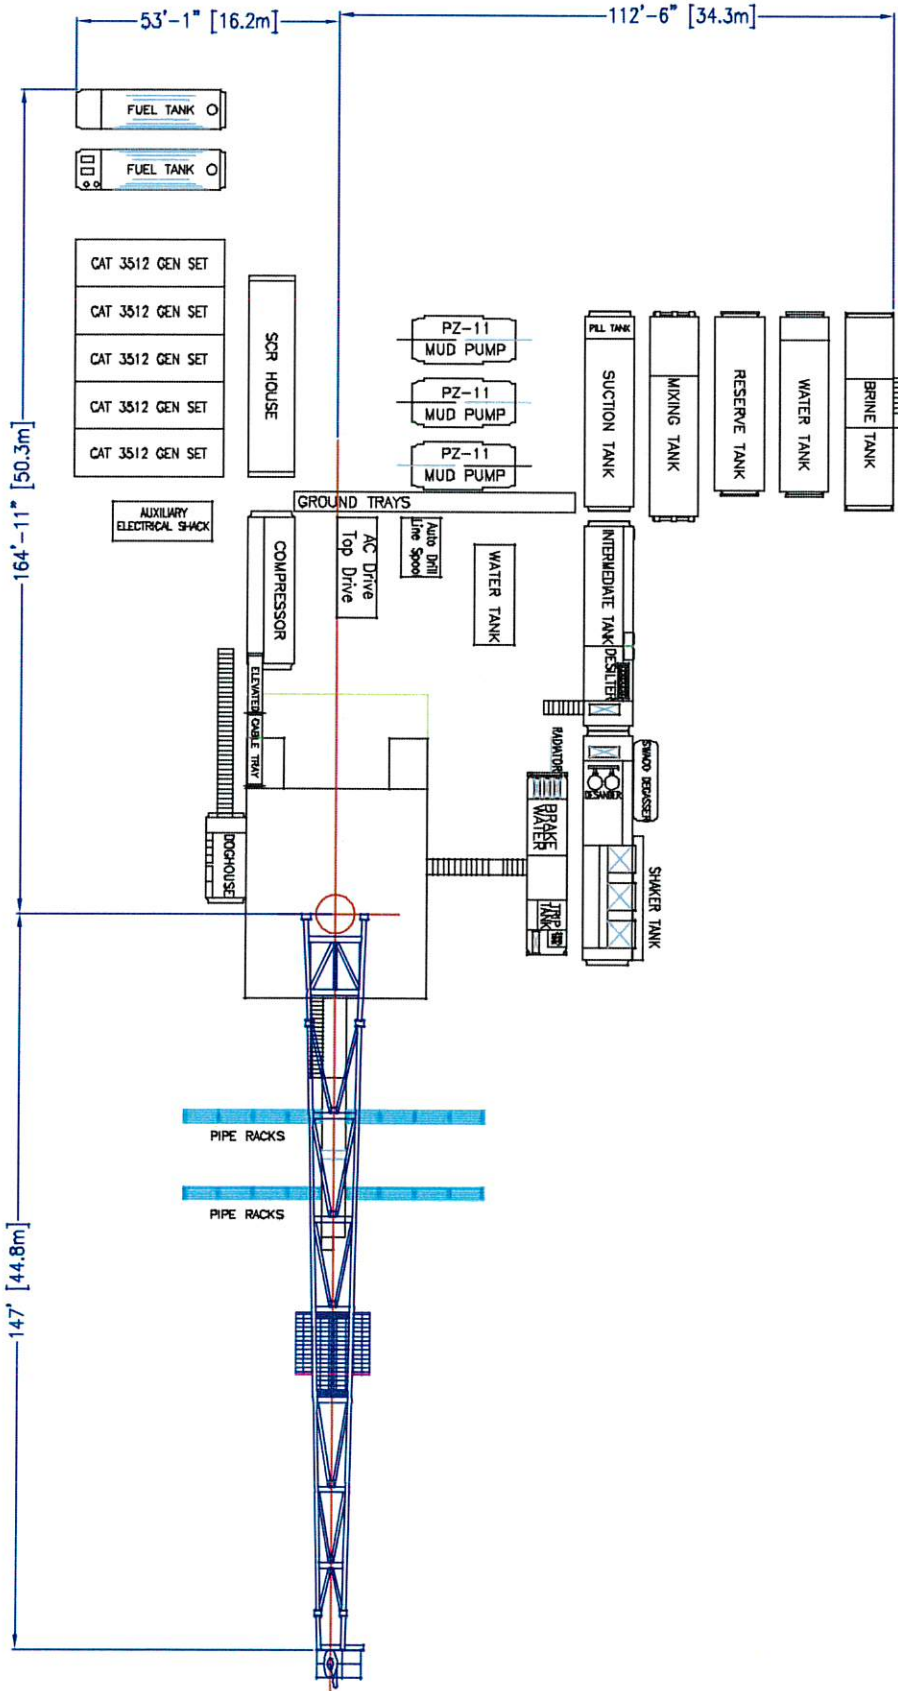 53'-1" [16.2m]
112'-6" [34.3m]
FUEL TANK
FUEL TANK
CAT 3512 GEN SET
CAT 3512 GEN SET
CAT 3512 GEN SET
CAT 3512 GEN SET
CAT 3512 GEN SET
SCR HOUSE
PZ-11
MUD PUMP
PZ-11
MUD PUMP
PZ-11
MUD PUMP
PILL TANK
SUCTION TANK
MIXING TANK
RESERVE TANK
WATER TANK
BRINE TANK
164'-11" [50.3m]
GROUND TRAYS
AUXILIARY
ELECTRICAL SHACK
COMPRESSOR
AC Drive
Top Drive
Auto Drill
Line Spool
WATER TANK
INTERMEDIATE TANK
DESILTER
ELEVATED CABLE TRAY
RADIATOR
SWACO DEGASSER
DESANDER
BRAKE
WATER
DOGHOUSE
TRIP
TANK
SHAKER TANK
PIPE RACKS
PIPE RACKS
147' [44.8m]